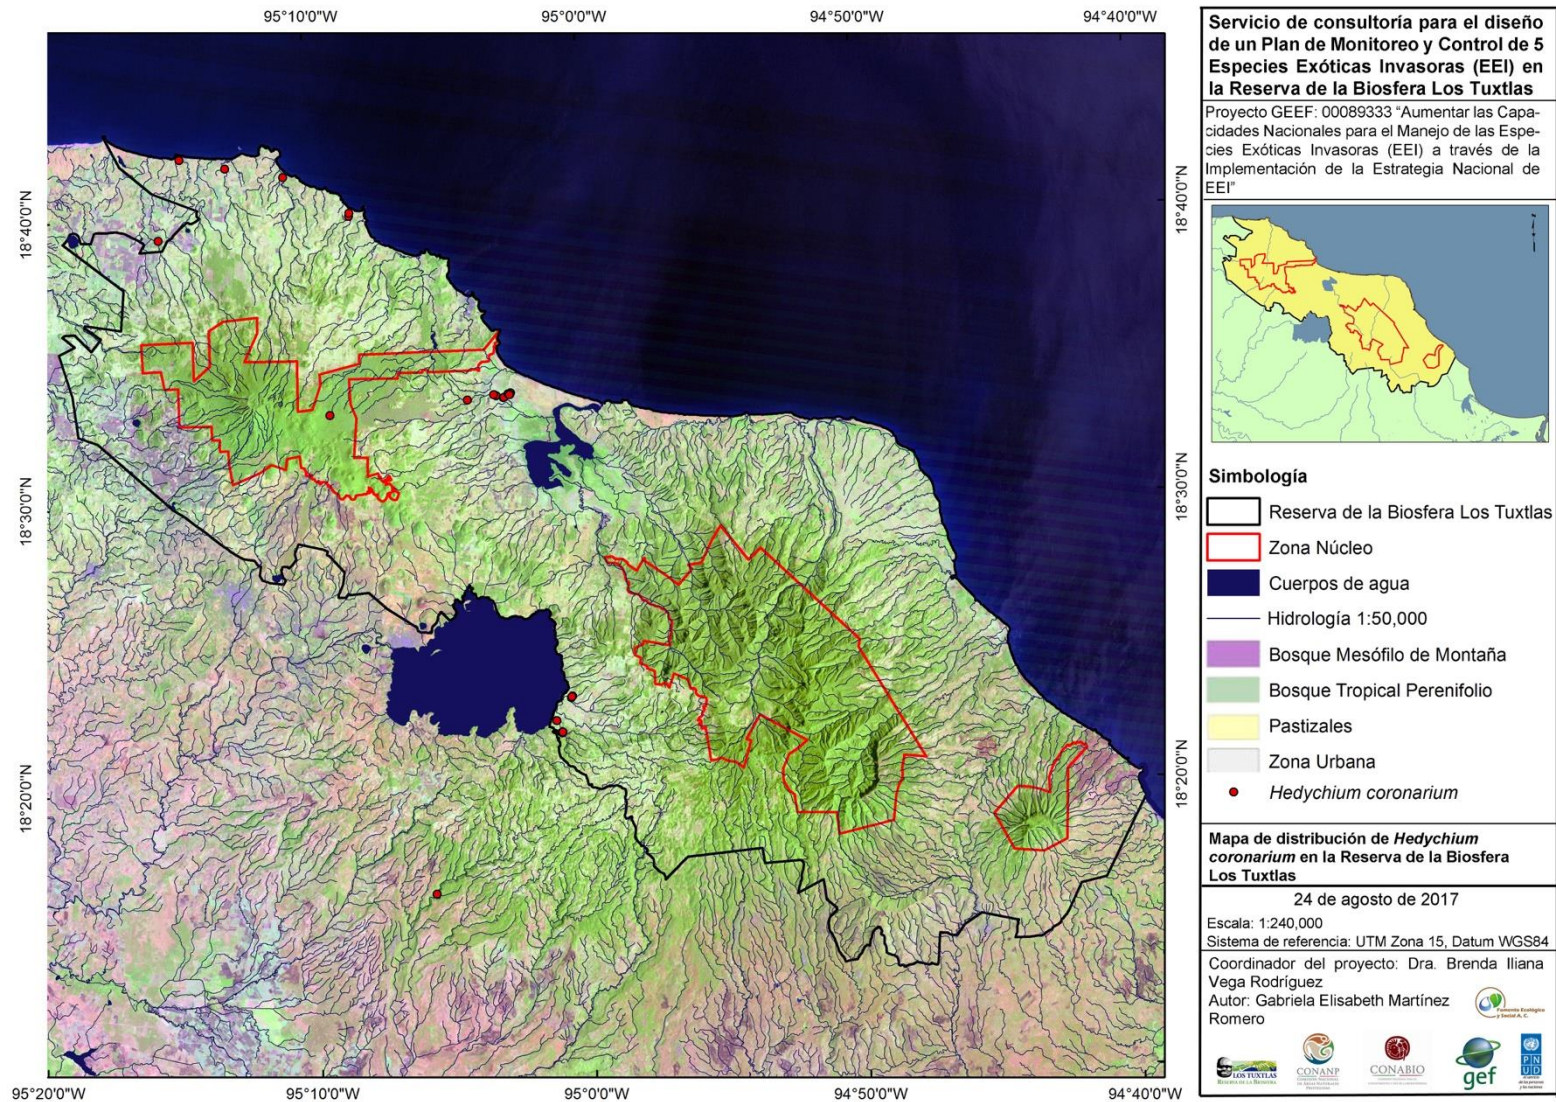 95°10'0"W
95°0'0"W
94°50'0"W
94°40'0"W
18°40'0"N
18°30'0"N
18°20'0"N
18°40'0"N
18°30'0"N
18°20'0"N
95°20'0"W
95°10'0"W
95°0'0"W
94°50'0"W
94°40'0"W
Servicio de consultoría para el diseño
de un Plan de Monitoreo y Control de 5
Especies Exóticas Invasoras (EEI) en
la Reserva de la Biosfera Los Tuxtlas
Proyecto GEEF: 00089333 "Aumentar las Capa-
cidades Nacionales para el Manejo de las Espe-
cies Exóticas Invasoras (EEI) a través de la
Implementación de la Estrategia Nacional de
EEI"
Simbología
Reserva de la Biosfera Los Tuxtlas
Zona Núcleo
Cuerpos de agua
Hidrología 1:50,000
Bosque Mesófilo de Montaña
Bosque Tropical Perenifolio
Pastizales
Zona Urbana
Hedychium coronarium
Mapa de distribución de Hedychium
coronarium en la Reserva de la Biosfera
Los Tuxtlas
24 de agosto de 2017
Escala: 1:240,000
Sistema de referencia: UTM Zona 15, Datum WGS84
Coordinador del proyecto: Dra. Brenda Iliana
Vega Rodríguez
Autor: Gabriela Elisabeth Martínez
Romero
Fomento Ecológico
y Social A. C.
LOS TUXTLAS
RESERVA DE LA BIOSFERA
CONANP
CONABIO
gef
PN
UD